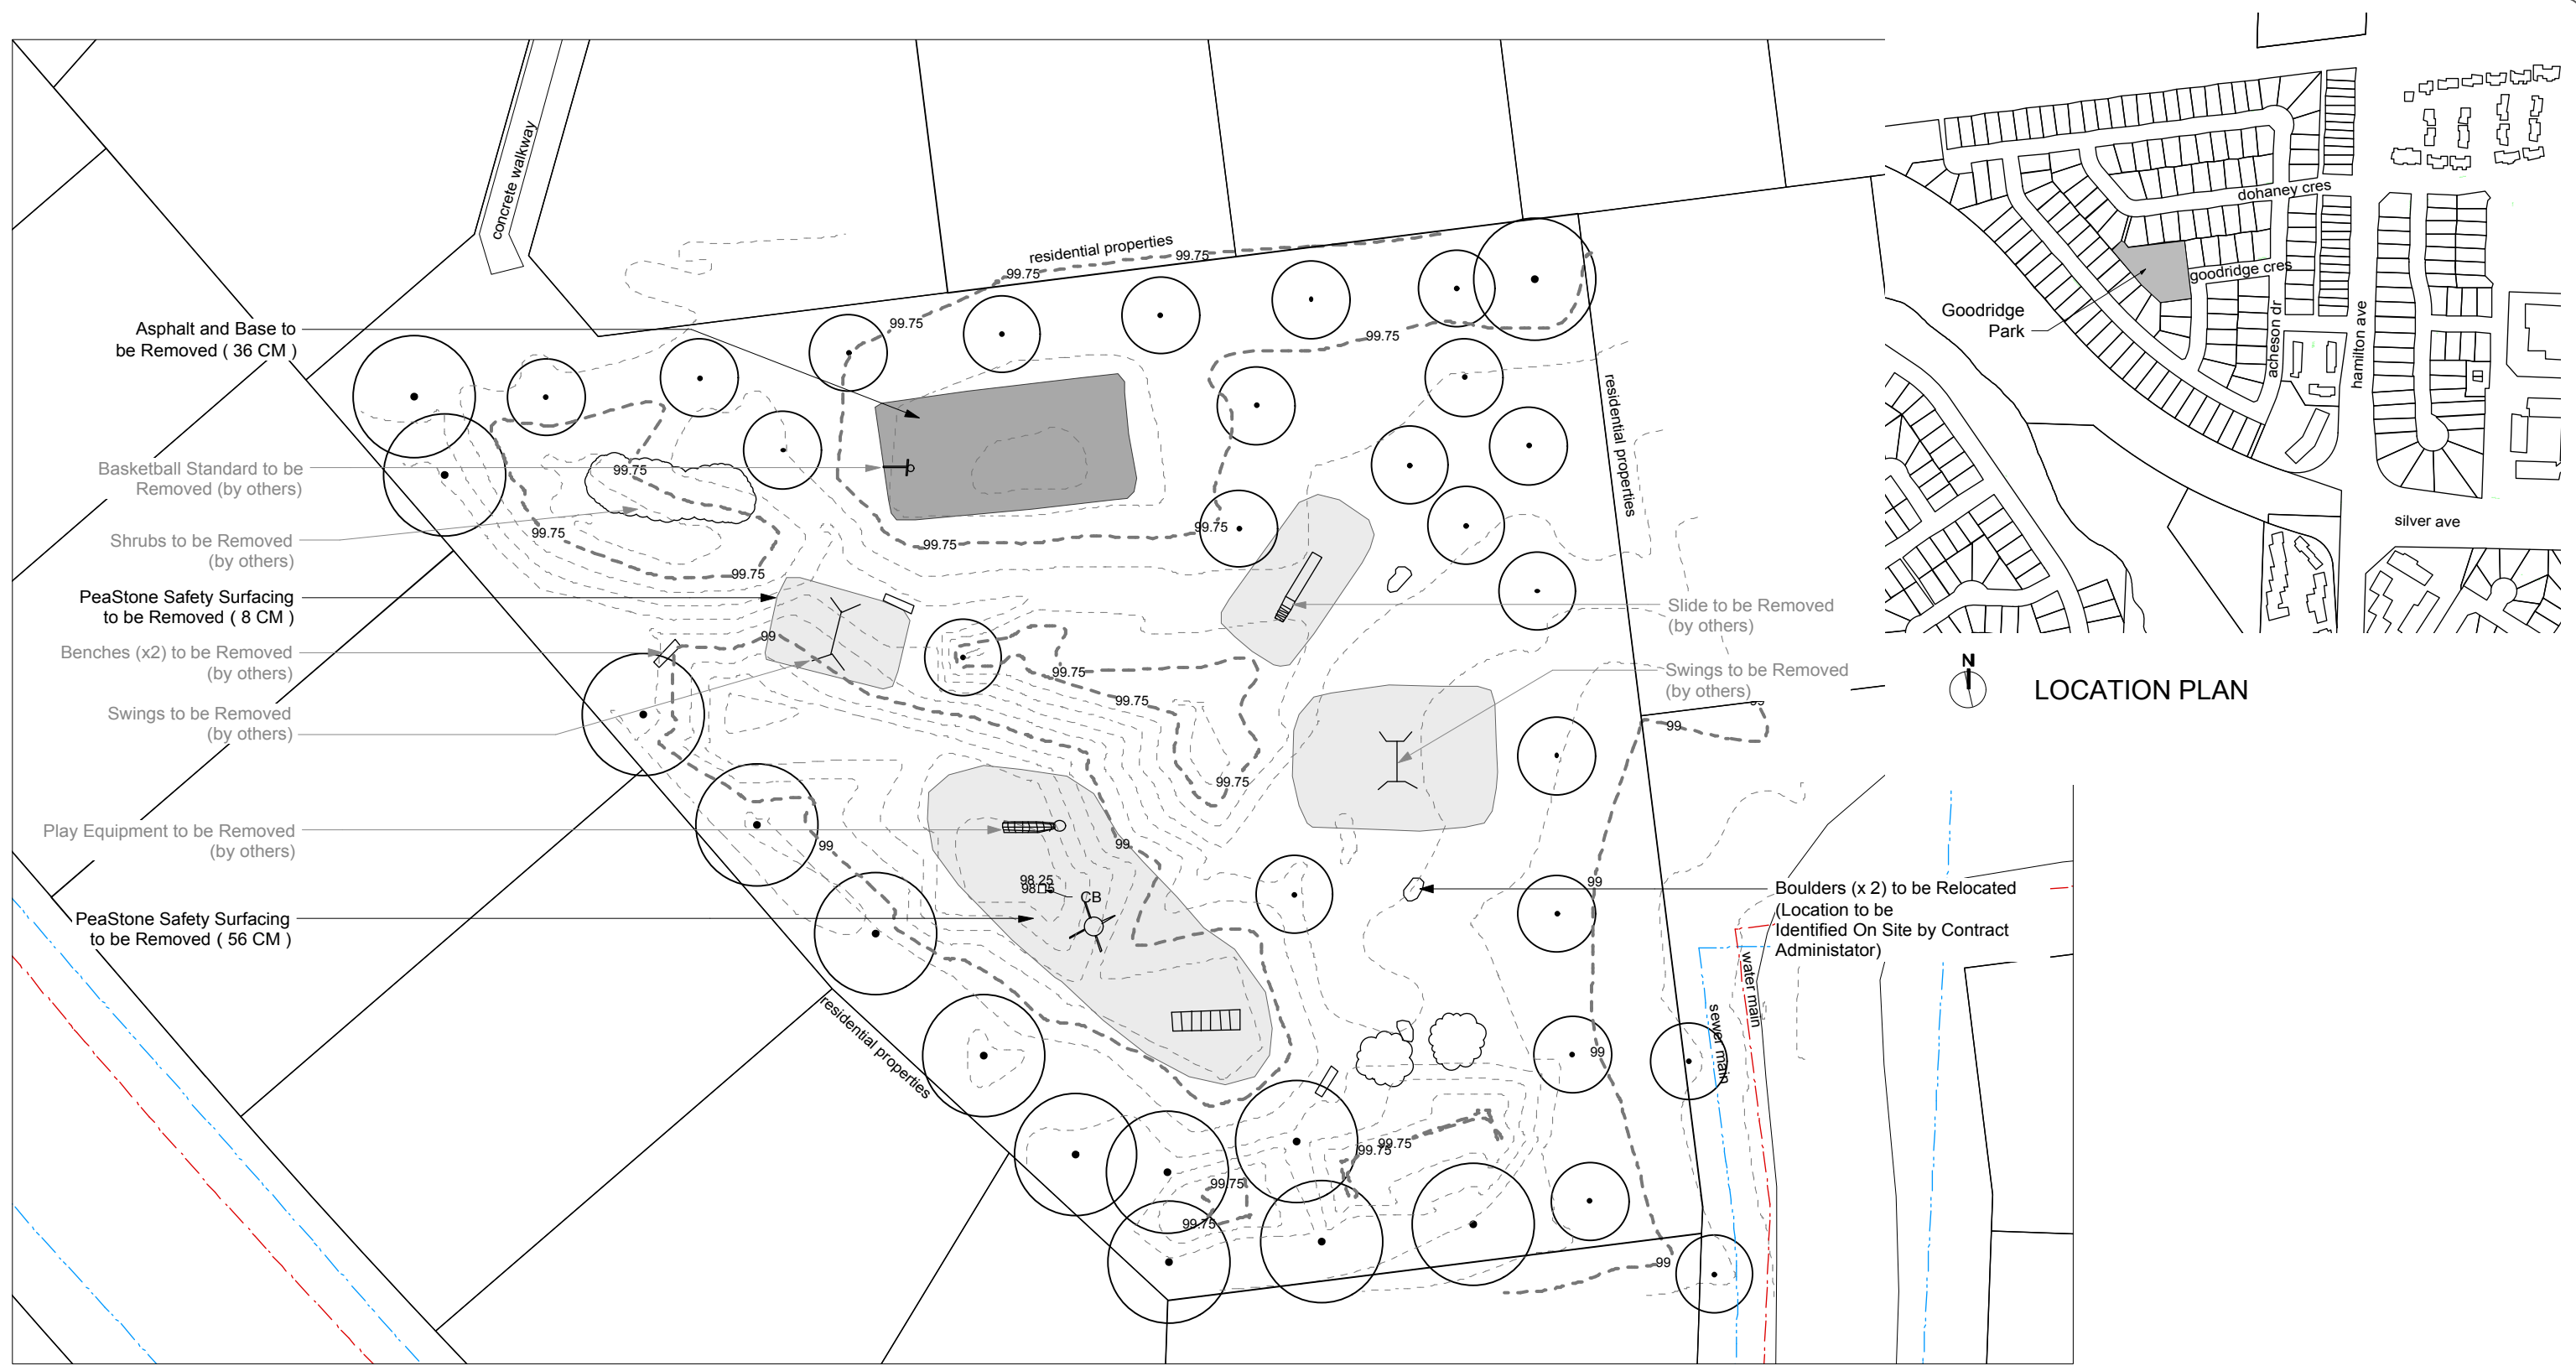 concrete walkway
residential properties
99.75
99.75
99.75
99.75
Asphalt and Base to
be Removed ( 36 CM )
Basketball Standard to be
Removed (by others)
99.75
Shrubs to be Removed
(by others)
99.75
99.75
99.75
99.75
PeaStone Safety Surfacing
to be Removed ( 8 CM )
99
Benches (x2) to be Removed
(by others)
Swings to be Removed
(by others)
99.75
99.75
99.75
residential properties
Slide to be Removed
(by others)
Swings to be Removed
(by others)
99
Play Equipment to be Removed
(by others)
99
99
98.25
CB
PeaStone Safety Surfacing
to be Removed ( 56 CM )
99
Boulders (x 2) to be Relocated
(Location to be
Identified On Site by Contract
Administator)
water main
sewer main
residential properties
99
99.75
99.75
99.75
99.75
99
dohaney cres
goodridge cres
Goodridge
Park
acheson dr
hamilton ave
silver ave
N
LOCATION PLAN